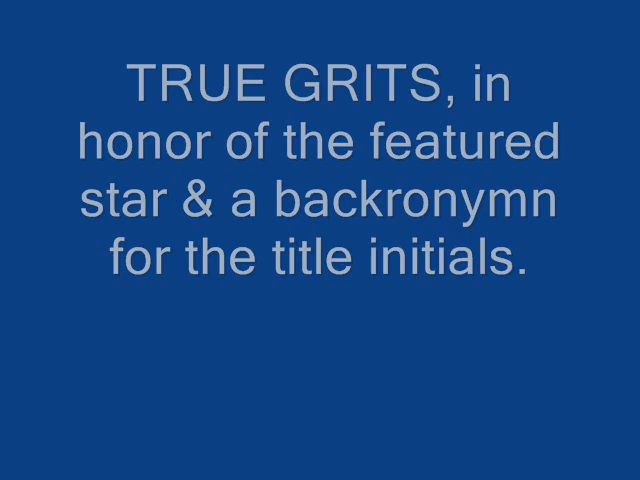 TRUE GRITS, in
honor of the featured
star & a backronymn
for the title initials.